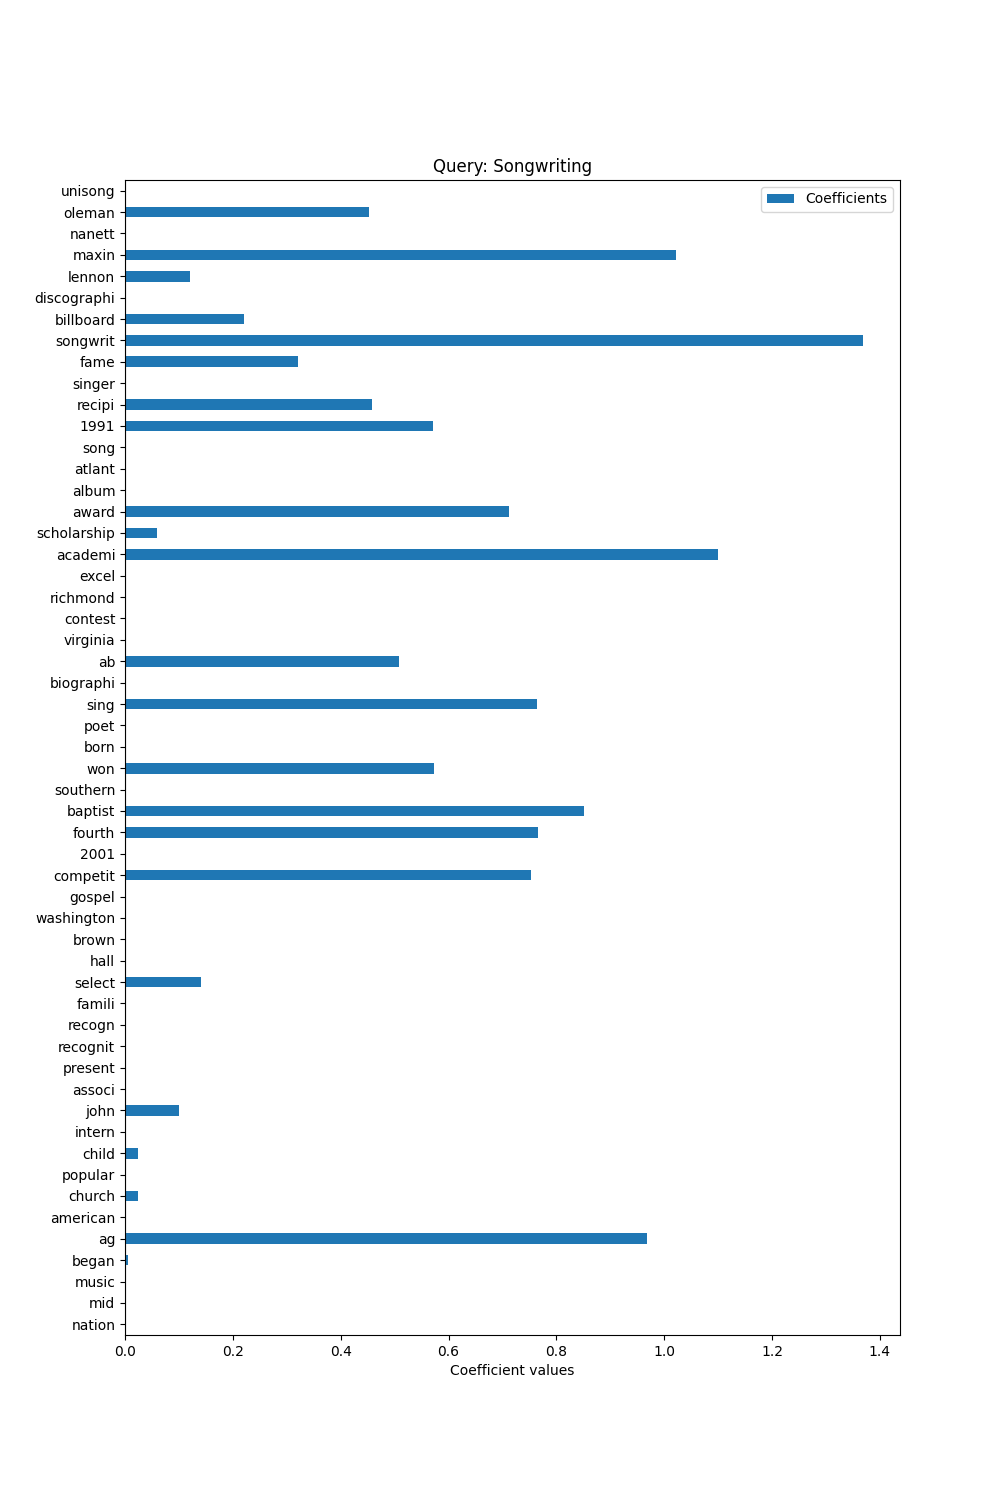 Query: Songwriting
Coefficients
unisong
oleman
nanett
maxin
lennon
discographi
billboard
songwrit
fame
singer
recipi
1991
song
atlant
album
award
scholarship
academi
excel
richmond
contest
virginia
ab
biographi
sing
poet
born
won
southern
baptist
fourth
2001
competit
gospel
washington
brown
hall
select
famili
recogn
recognit
present
associ
john
intern
child
popular
church
american
ag
began
music
mid
nation
0.0 0.2 0.4 0.6 0.8 1.0 1.2 1.4
Coefficient values